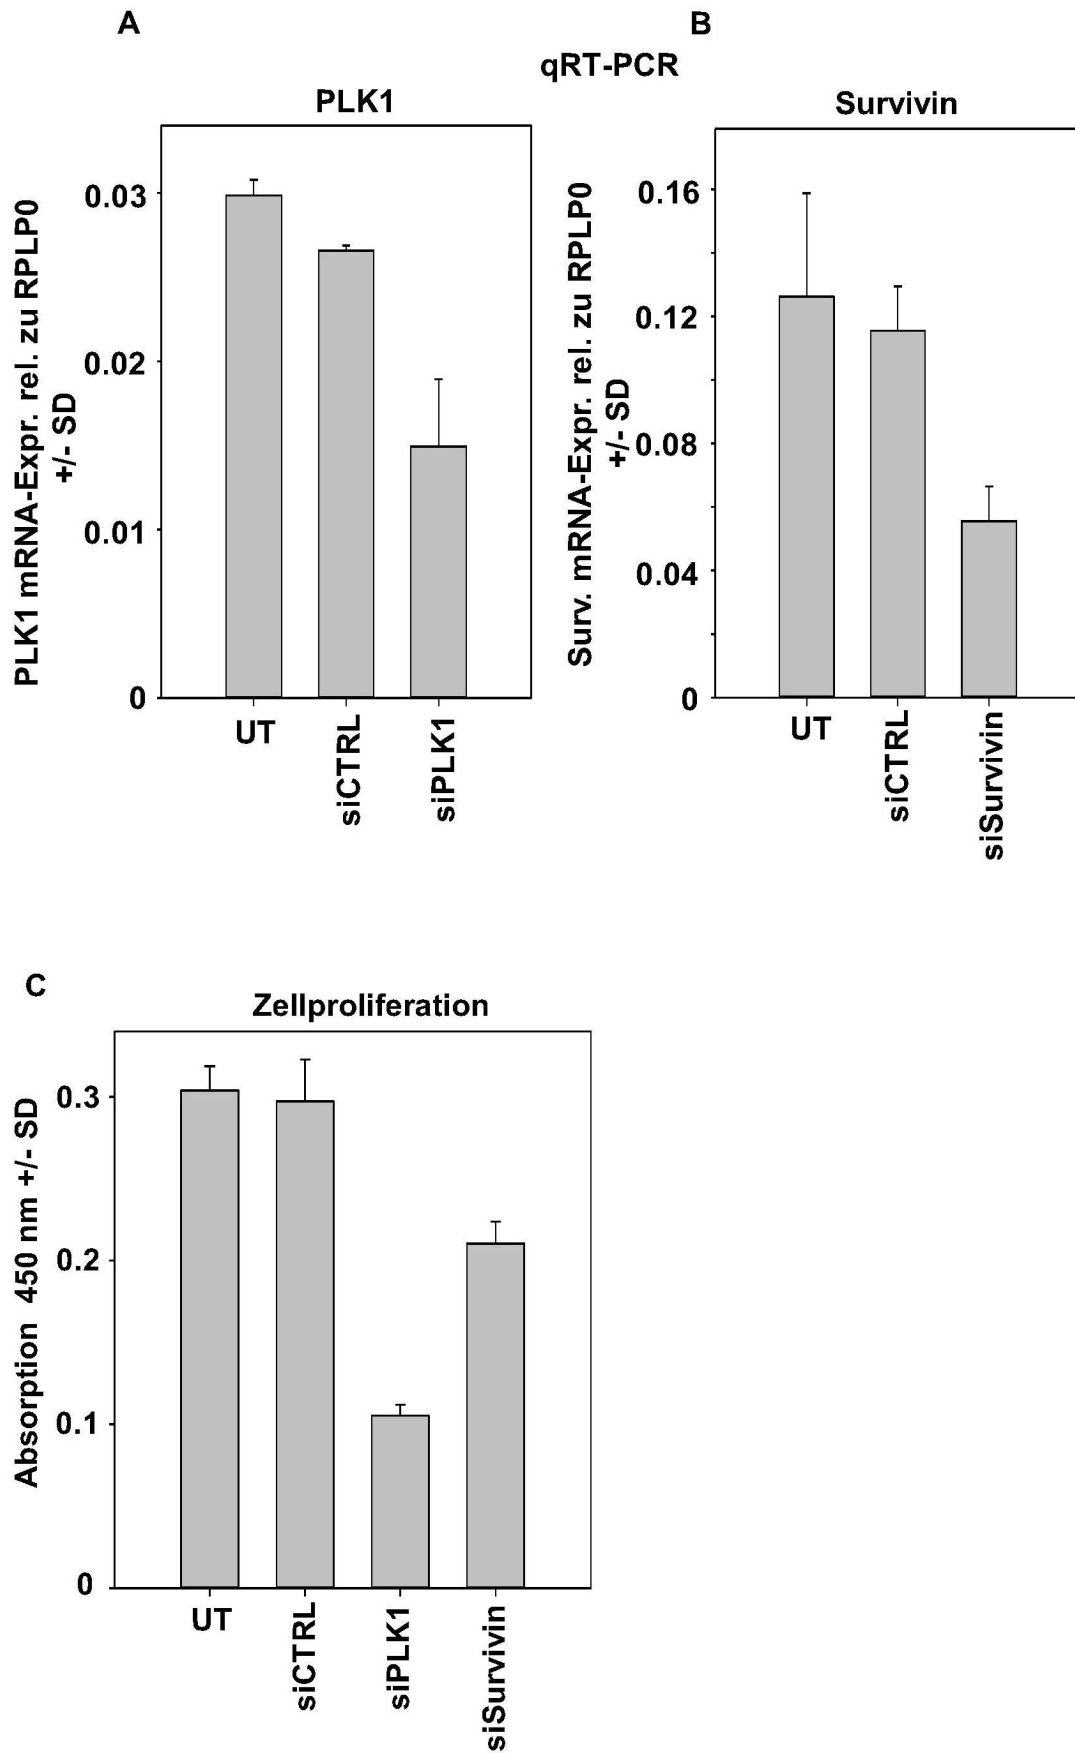 A
B
qRT-PCR
PLK1
PLK1 mRNA-Expr. rel. zu RPLP0
+/- SD
0.03
0.02
0.01
0
UT
siCTRL
siPLK1
Survivin
Surv. mRNA-Expr. rel. zu RPLP0
+/- SD
0.16
0.12
0.08
0.04
0
UT
siCTRL
siSurvivin
C
Zellproliferation
Absorption 450 nm +/- SD
0.3
0.2
0.1
0
UT
siCTRL
siPLK1
siSurvivin